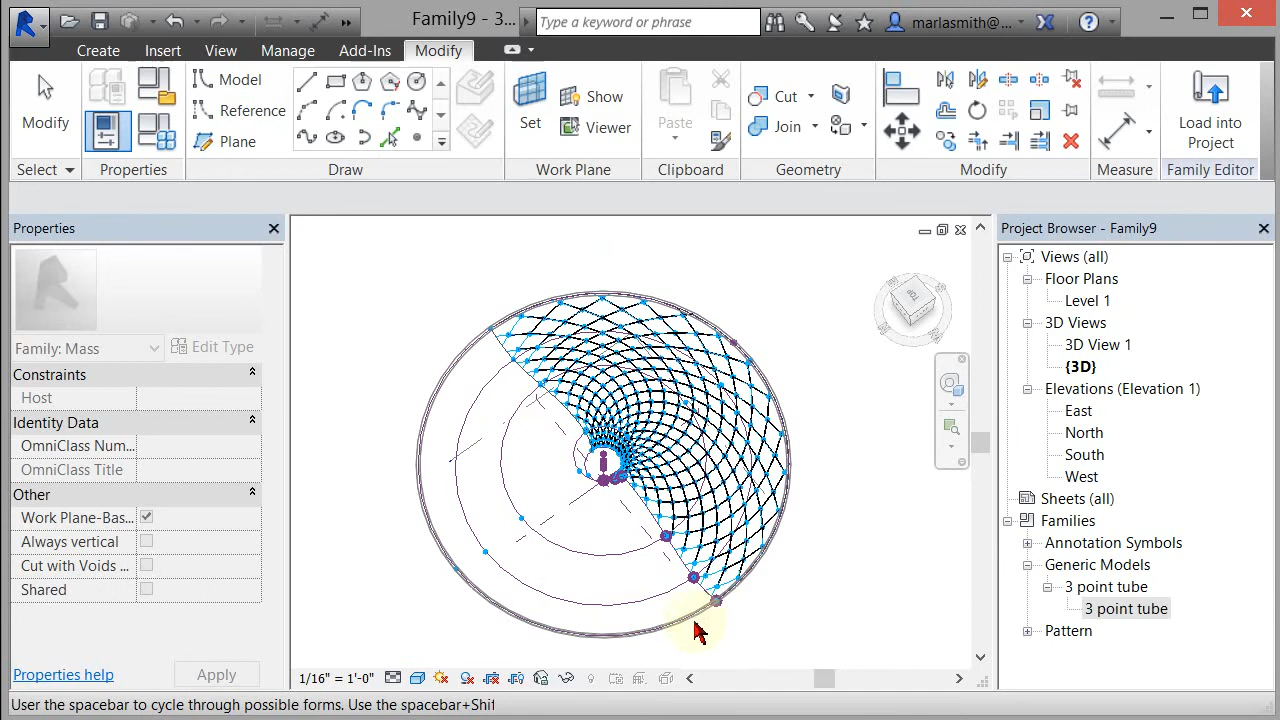 Family9 - 3...
Type a keyword or phrase
marlasmith@...
Create Insert View Manage Add-Ins Modify
Modify
Select
Properties
Model
Reference
Plane
Draw
Set
Show
Viewer
Work Plane
Paste
Clipboard
Cut
Join
Geometry
Modify
Measure
Load into
Project
Family Editor
Properties
Family: Mass
Edit Type
Constraints
Host
Identity Data
OmniClass Num...
OmniClass Title
Other
Work Plane-Bas...
Always vertical
Cut with Voids ...
Shared
Properties help
Apply
TOP
1/16" = 1'-0"
Project Browser - Family9
Views (all)
Floor Plans
Level 1
3D Views
3D View 1
{3D}
Elevations (Elevation 1)
East
North
South
West
Sheets (all)
Families
Annotation Symbols
Generic Models
3 point tube
3 point tube
Pattern
User the spacebar to cycle through possible forms. Use the spacebar+Shif